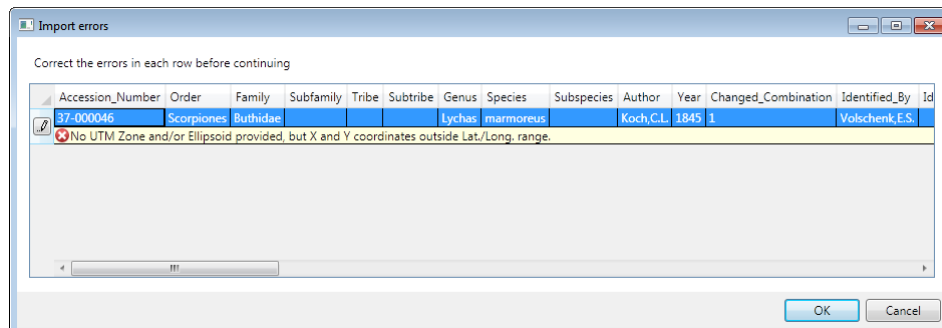 Import errors
Correct the errors in each row before continuing
Accession_Number Order Family Subfamily Tribe Subtribe Genus Species Subspecies Author Year Changed_Combination Identified_By Id
37-000046 Scorpiones Buthidae Lychas marmoreus Koch,C.L. 1845 1 Volschenk,E.S.
No UTM Zone and/or Ellipsoid provided, but X and Y coordinates outside Lat./Long. range.
OK Cancel